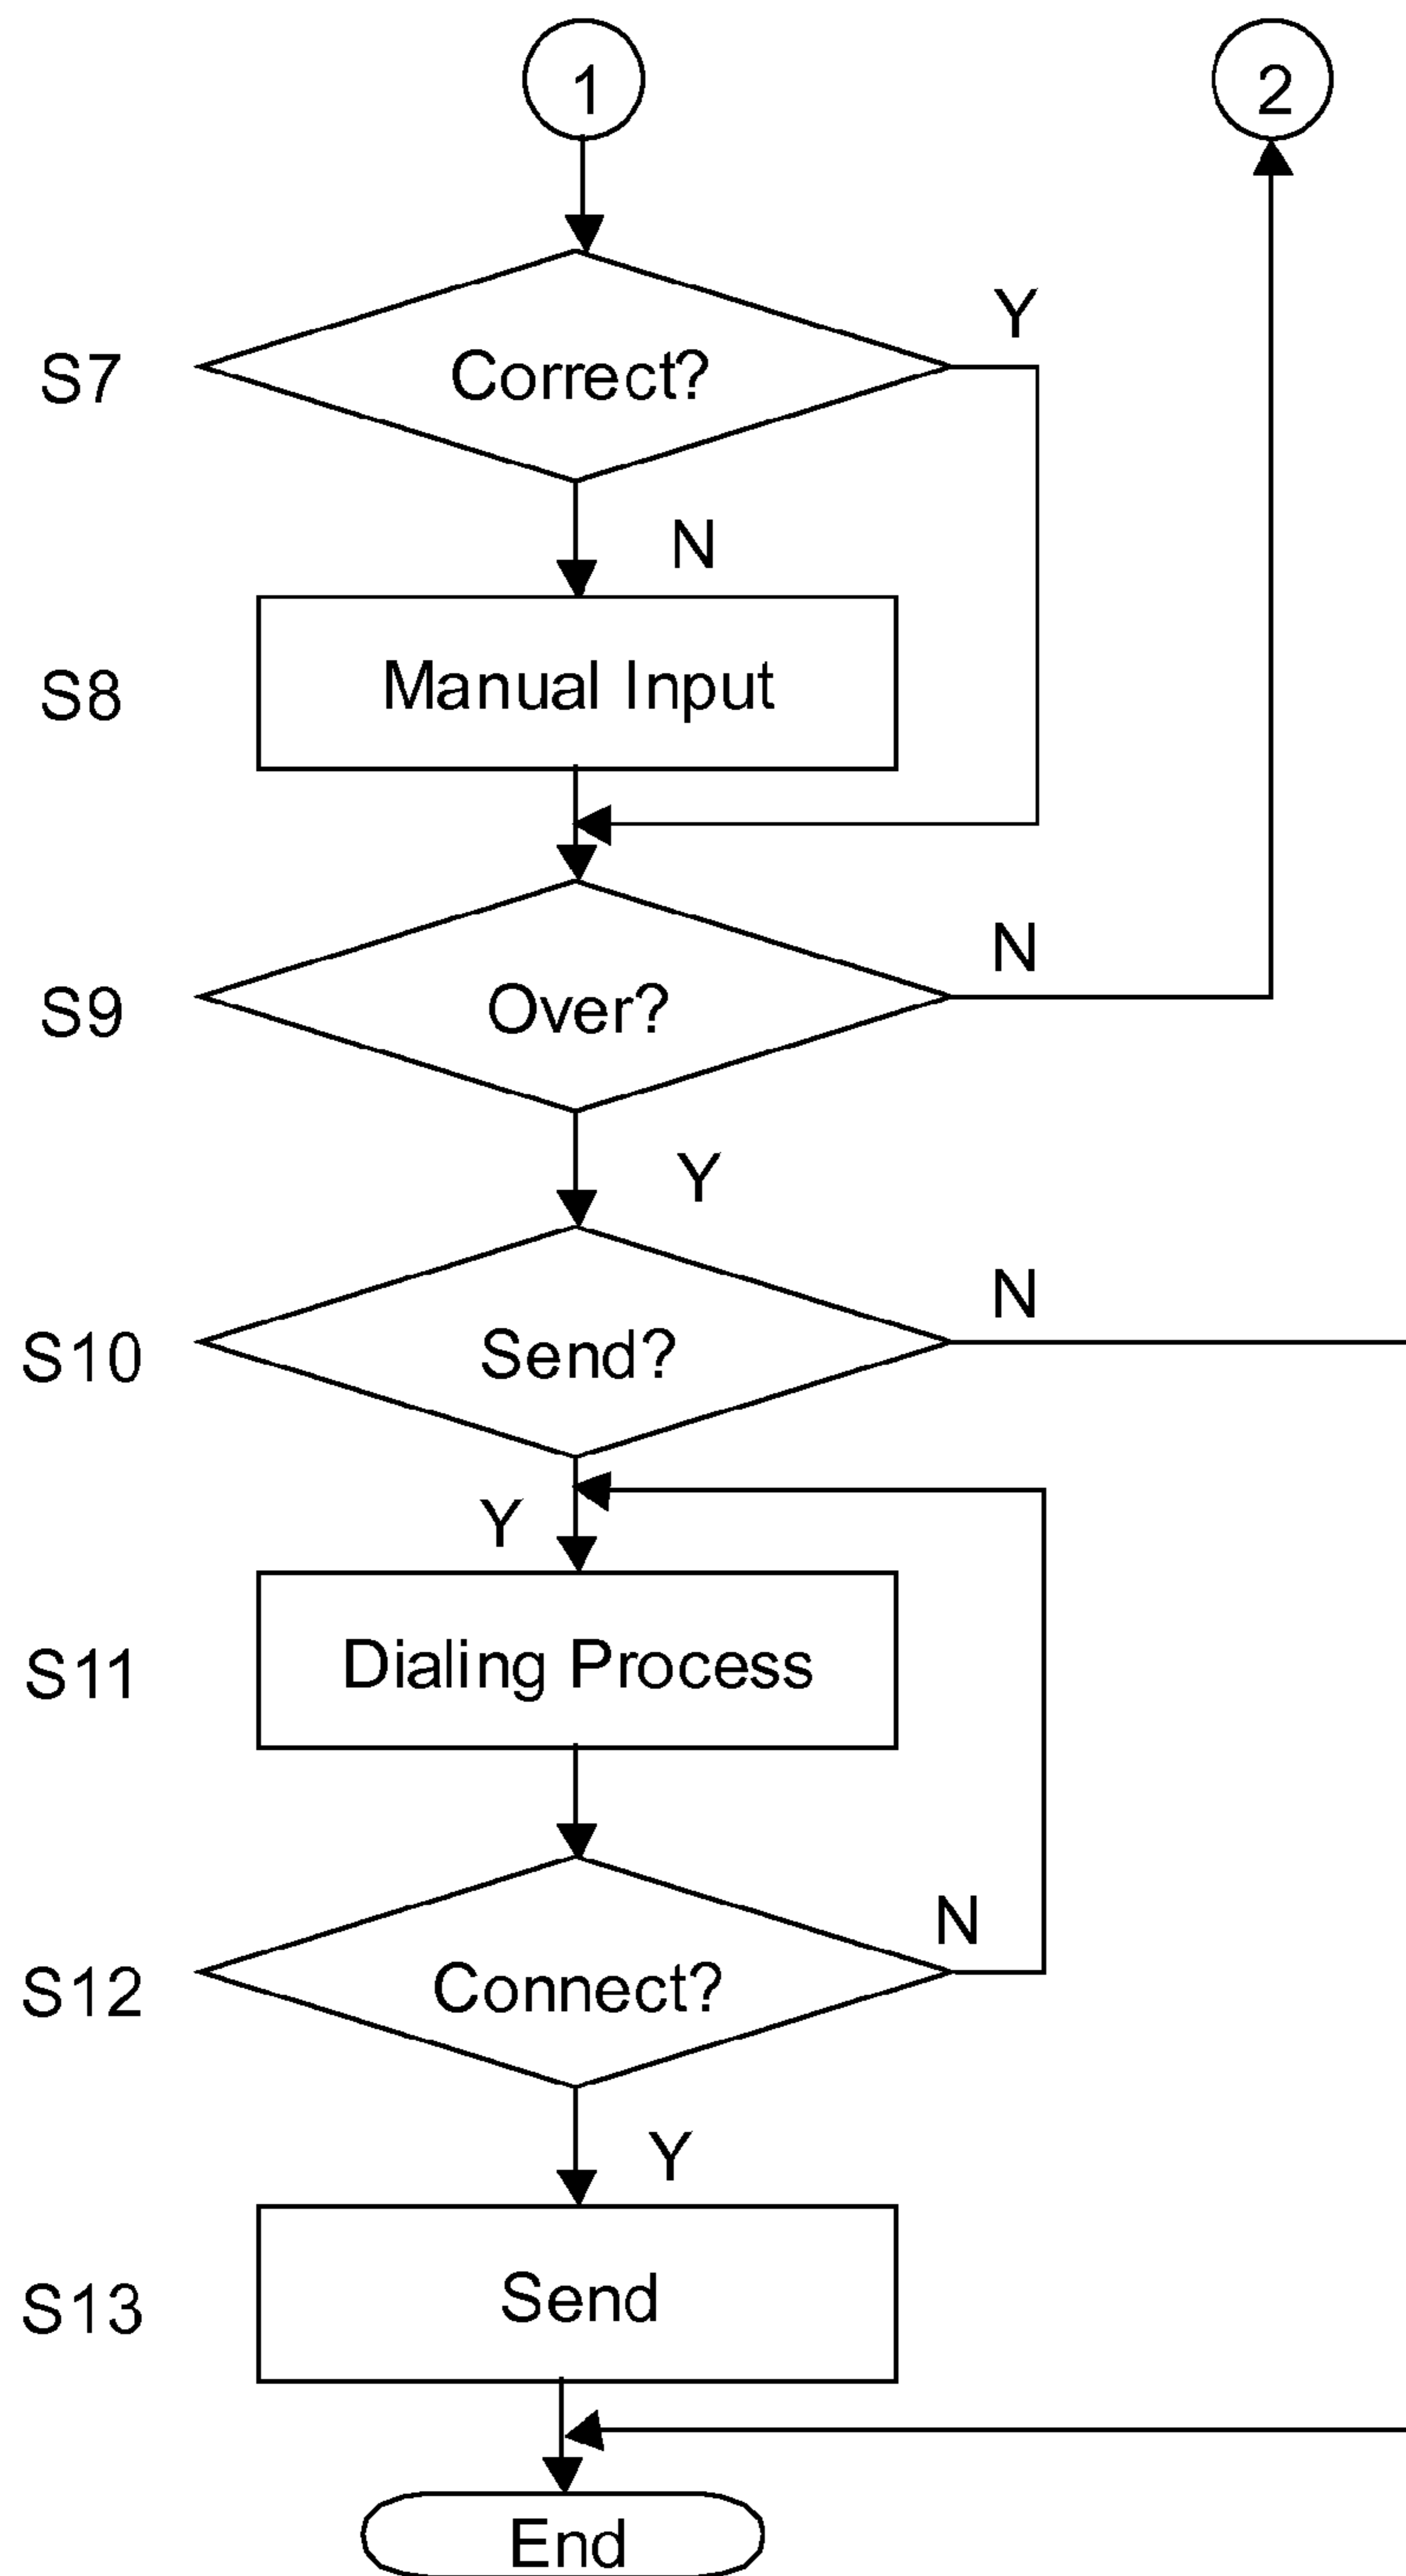 1
2
Y
S7
Correct?
N
S8
Manual Input
N
S9
Over?
Y
N
S10
Send?
Y
S11
Dialing Process
N
S12
Connect?
Y
S13
Send
End